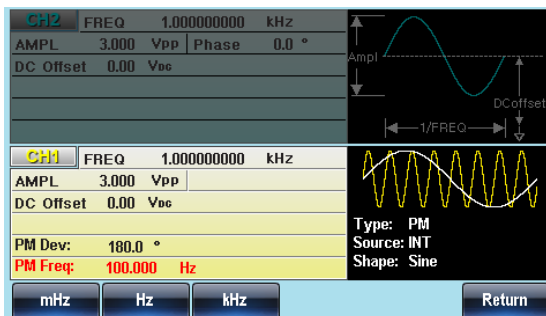 CH2 FREQ 1.000000000 kHz
AMPL 3.000 Vpp Phase 0.0 °
DC Offset 0.00 VDC
Ampl
DCoffset
1/FREQ
CH1 FREQ 1.000000000 kHz
AMPL 3.000 Vpp
DC Offset 0.00 VDC
PM Dev: 180.0 °
PM Freq: 100.000 Hz
Type: PM
Source: INT
Shape: Sine
mHz Hz kHz Return